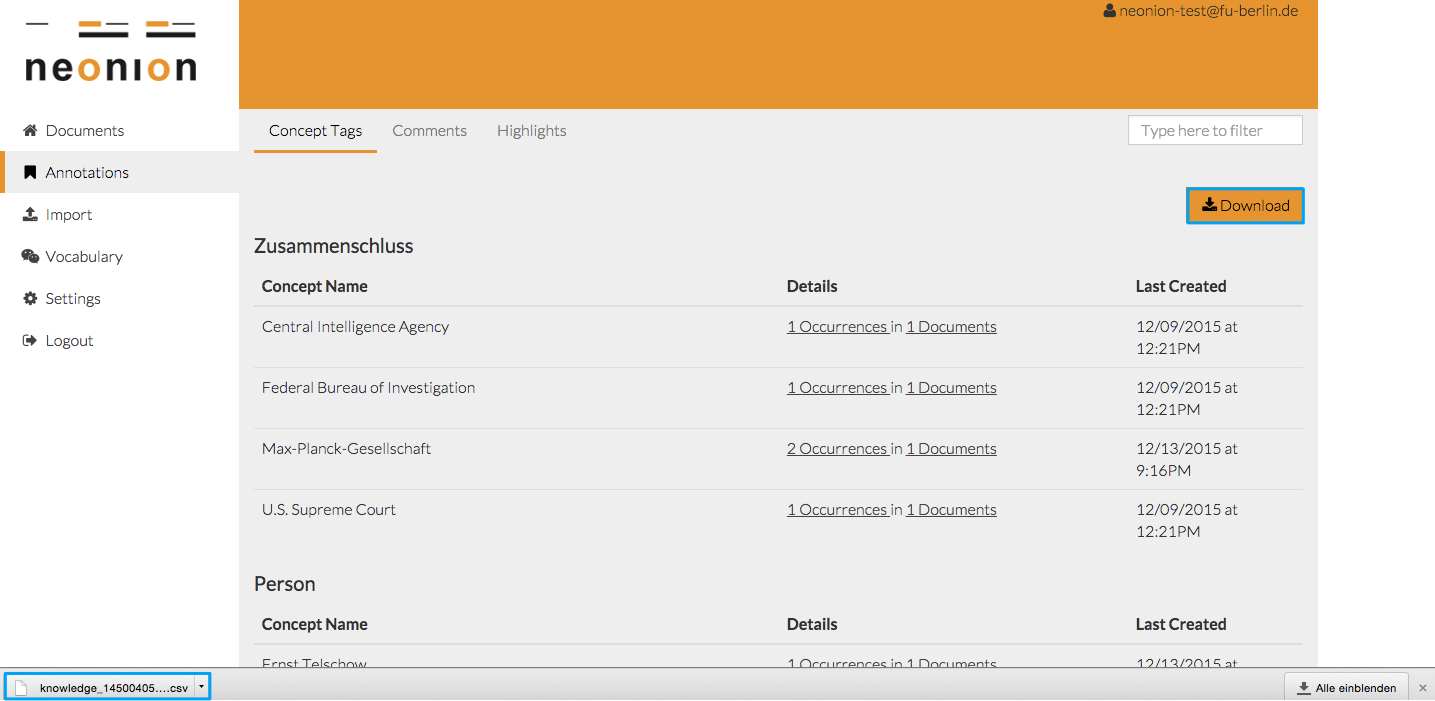 neonion
neonion-test@fu-berlin.de
Documents
Annotations
Import
Vocabulary
Settings
Logout
Concept Tags Comments Highlights Type here to filter
Download
Zusammenschluss
Concept Name Details Last Created
Central Intelligence Agency 1 Occurrences in 1 Documents 12/09/2015 at
12:21PM
Federal Bureau of Investigation 1 Occurrences in 1 Documents 12/09/2015 at
12:21PM
Max-Planck-Gesellschaft 2 Occurrences in 1 Documents 12/13/2015 at
9:16PM
U.S. Supreme Court 1 Occurrences in 1 Documents 12/09/2015 at
12:21PM
Person
Concept Name Details Last Created
Ernst Telschow 1 Occurrences in 1 Documents 12/13/2015 at
knowledge_14500405....csv Alle einblenden